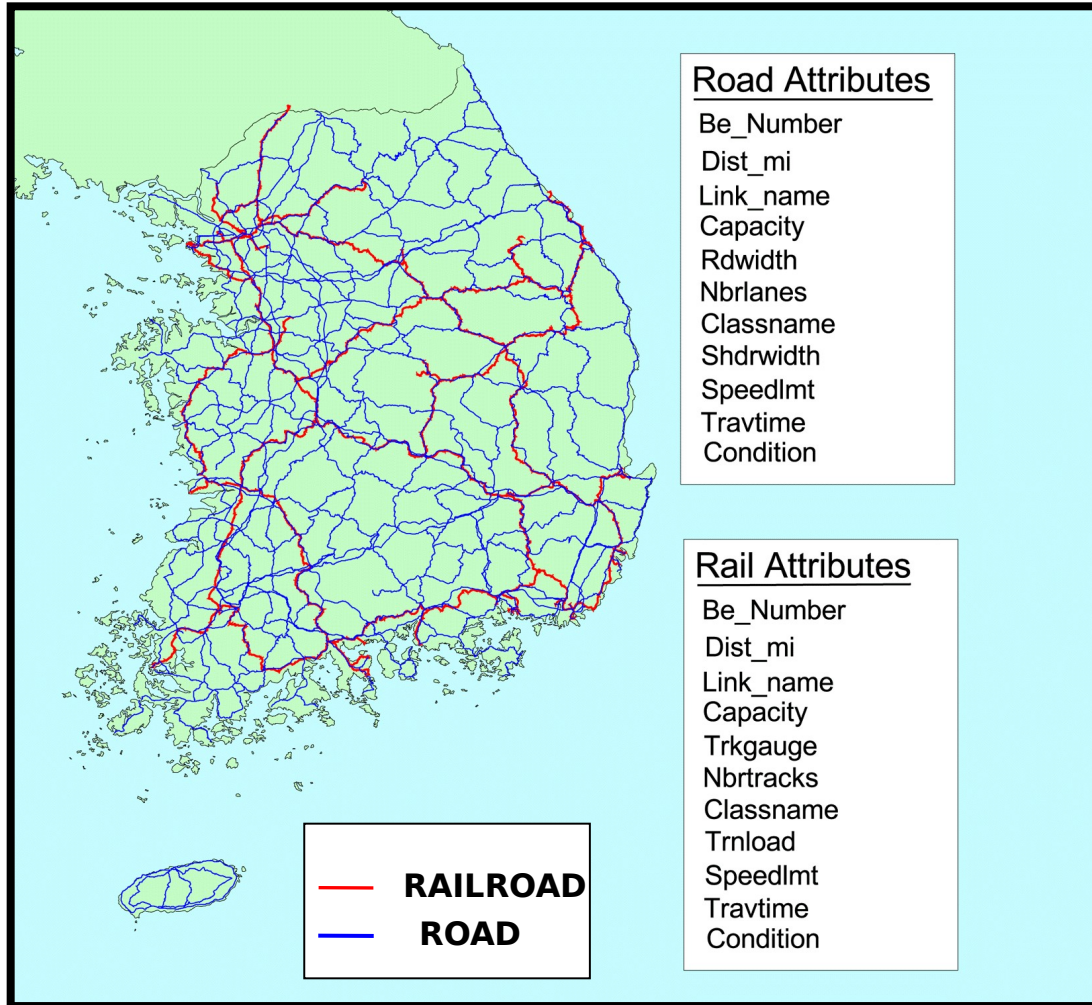 Road Attributes
Be_Number
Dist_mi
Link_name
Capacity
Rdwidth
Nbrlanes
Classname
Shdrwidth
Speedlmt
Travtime
Condition
Rail Attributes
Be_Number
Dist_mi
Link_name
Capacity
Trkgauge
Nbrtracks
Classname
Trnload
Speedlmt
Travtime
Condition
RAILROAD
ROAD